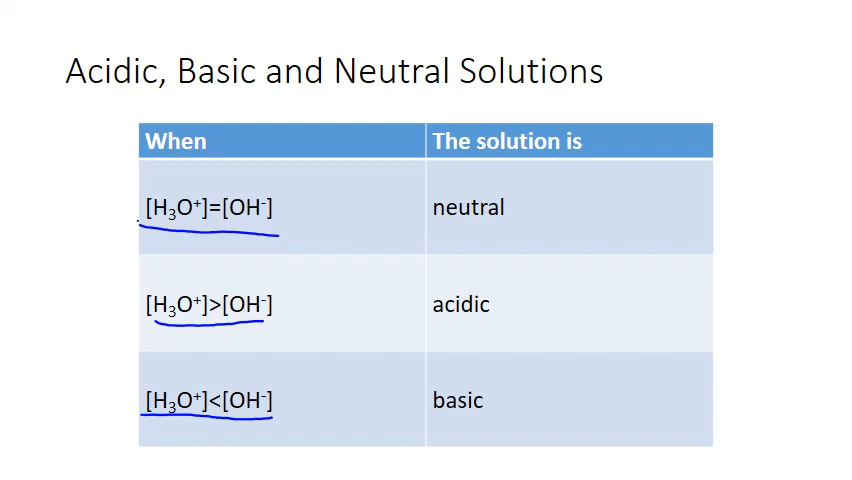 Acidic, Basic and Neutral Solutions
When The solution is
[H₃O⁺]=[OH⁻] neutral
[H₃O⁺]>[OH⁻] acidic
[H₃O⁺]<[OH⁻] basic